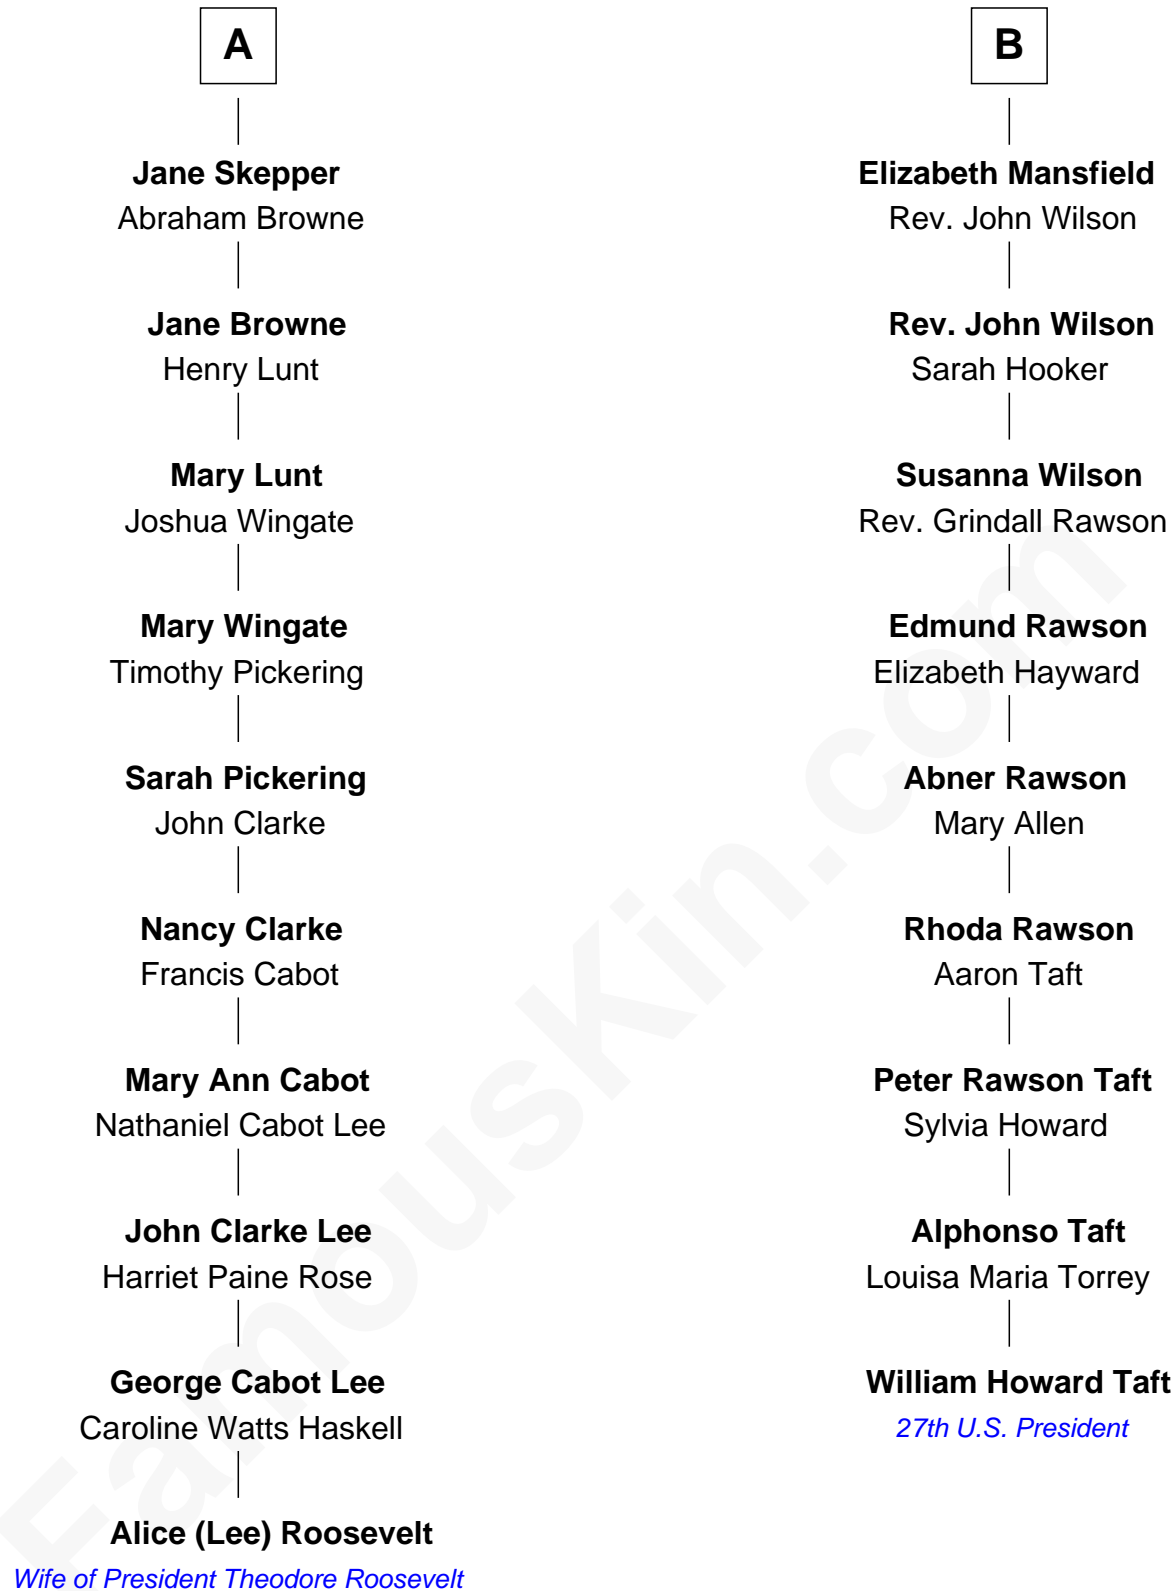 A
Jane Skepper
Abraham Browne
Jane Browne
Henry Lunt
Mary Lunt
Joshua Wingate
Mary Wingate
Timothy Pickering
Sarah Pickering
John Clarke
Nancy Clarke
Francis Cabot
Mary Ann Cabot
Nathaniel Cabot Lee
John Clarke Lee
Harriet Paine Rose
George Cabot Lee
Caroline Watts Haskell
Alice (Lee) Roosevelt
Wife of President Theodore Roosevelt
B
Elizabeth Mansfield
Rev. John Wilson
Rev. John Wilson
Sarah Hooker
Susanna Wilson
Rev. Grindall Rawson
Edmund Rawson
Elizabeth Hayward
Abner Rawson
Mary Allen
Rhoda Rawson
Aaron Taft
Peter Rawson Taft
Sylvia Howard
Alphonso Taft
Louisa Maria Torrey
William Howard Taft
27th U.S. President
FamousKin.com